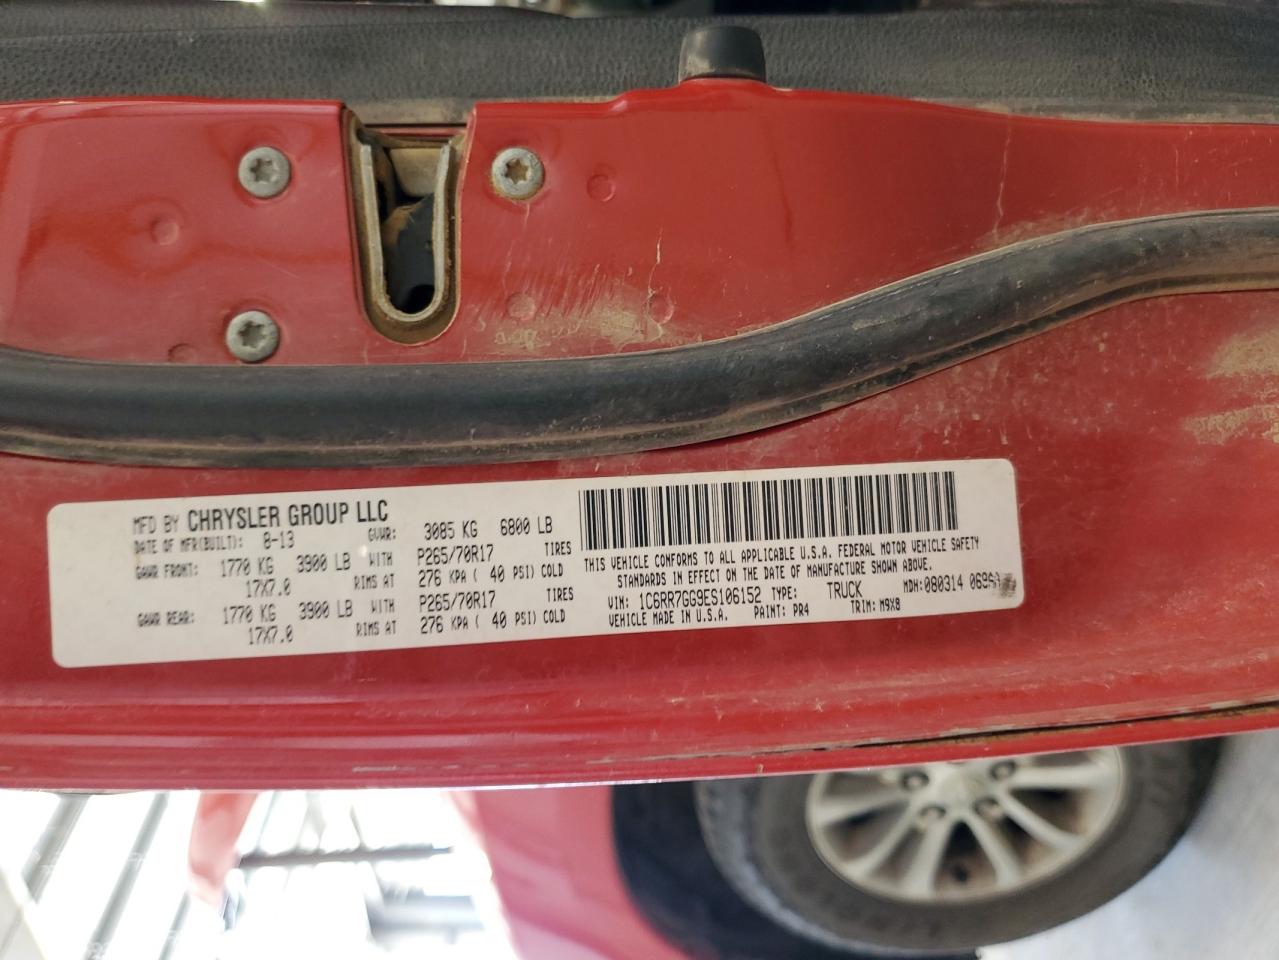 MFD BY CHRYSLER GROUP LLC
DATE OF MFR(BUILT): 8-13 GVWR: 3085 KG 6800 LB
GAWR FRONT: 1770 KG 3900 LB WITH P265/70R17 TIRES
17X7.0 RIMS AT 276 KPA ( 40 PSI) COLD
GAWR REAR: 1770 KG 3900 LB WITH P265/70R17 TIRES
17X7.0 RIMS AT 276 KPA ( 40 PSI) COLD
THIS VEHICLE CONFORMS TO ALL APPLICABLE U.S.A. FEDERAL MOTOR VEHICLE SAFETY
STANDARDS IN EFFECT ON THE DATE OF MANUFACTURE SHOWN ABOVE.
VIN: 1C6RR7GG9ES106152 TYPE: TRUCK MDH: 080314
VEHICLE MADE IN U.S.A. PAINT: PR4 TRIM: M9X8